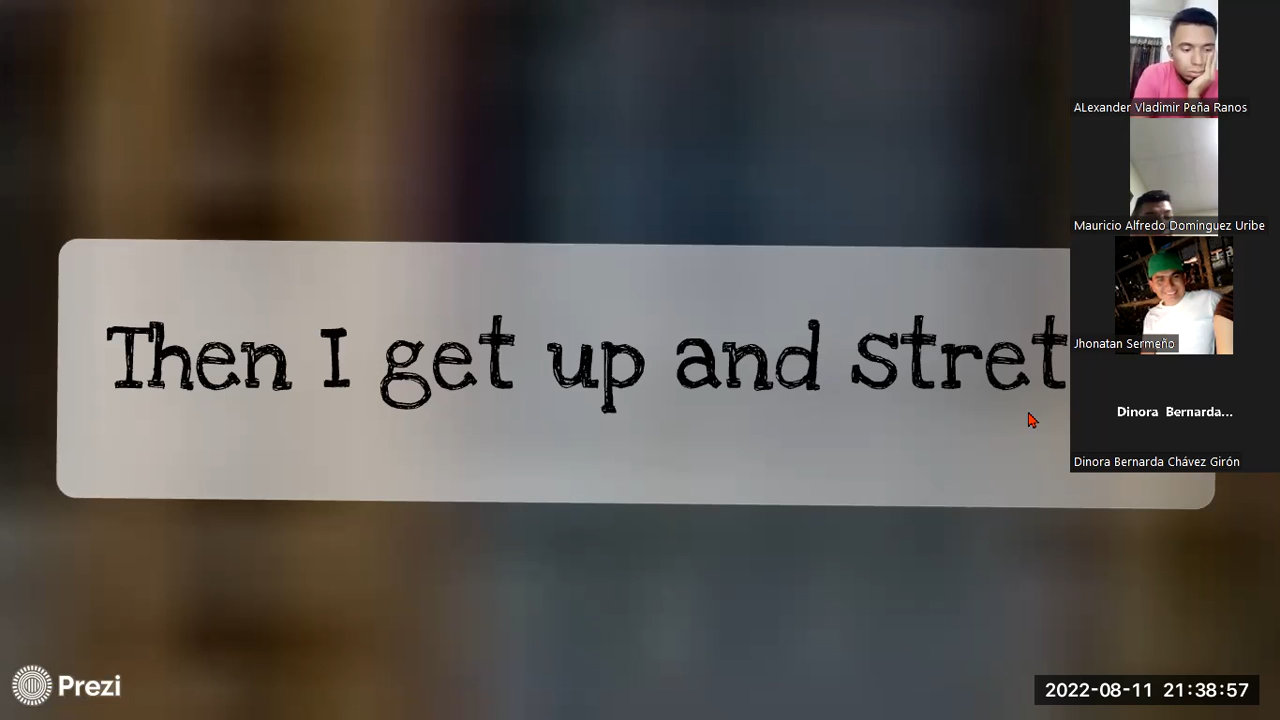 ALexander Vladimir Peña Ranos
Mauricio Alfredo Dominguez Uribe
Then I get up and stret
Jhonatan Sermeño
Dinora Bernarda...
Dinora Bernarda Chávez Girón
Prezi
2022-08-11 21:38:57